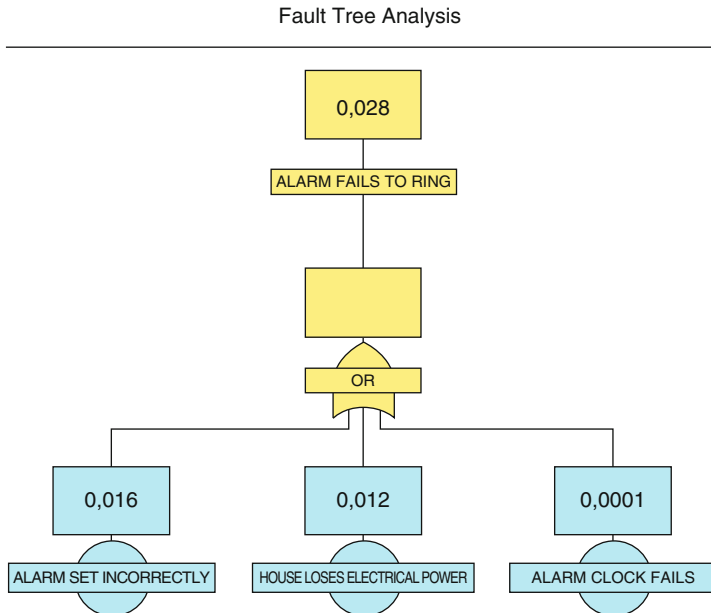 Fault Tree Analysis
0,028
ALARM FAILS TO RING
OR
0,016
0,012
0,0001
ALARM SET INCORRECTLY
HOUSE LOSES ELECTRICAL POWER
ALARM CLOCK FAILS